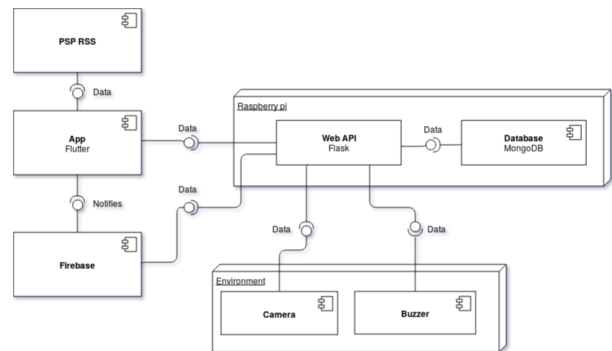 PSP RSS
Data
Raspberry pi
App
Flutter
Data
Web API
Flask
Data
Database
MongoDB
Notifies
Data
Firebase
Data
Data
Environment
Camera
Buzzer